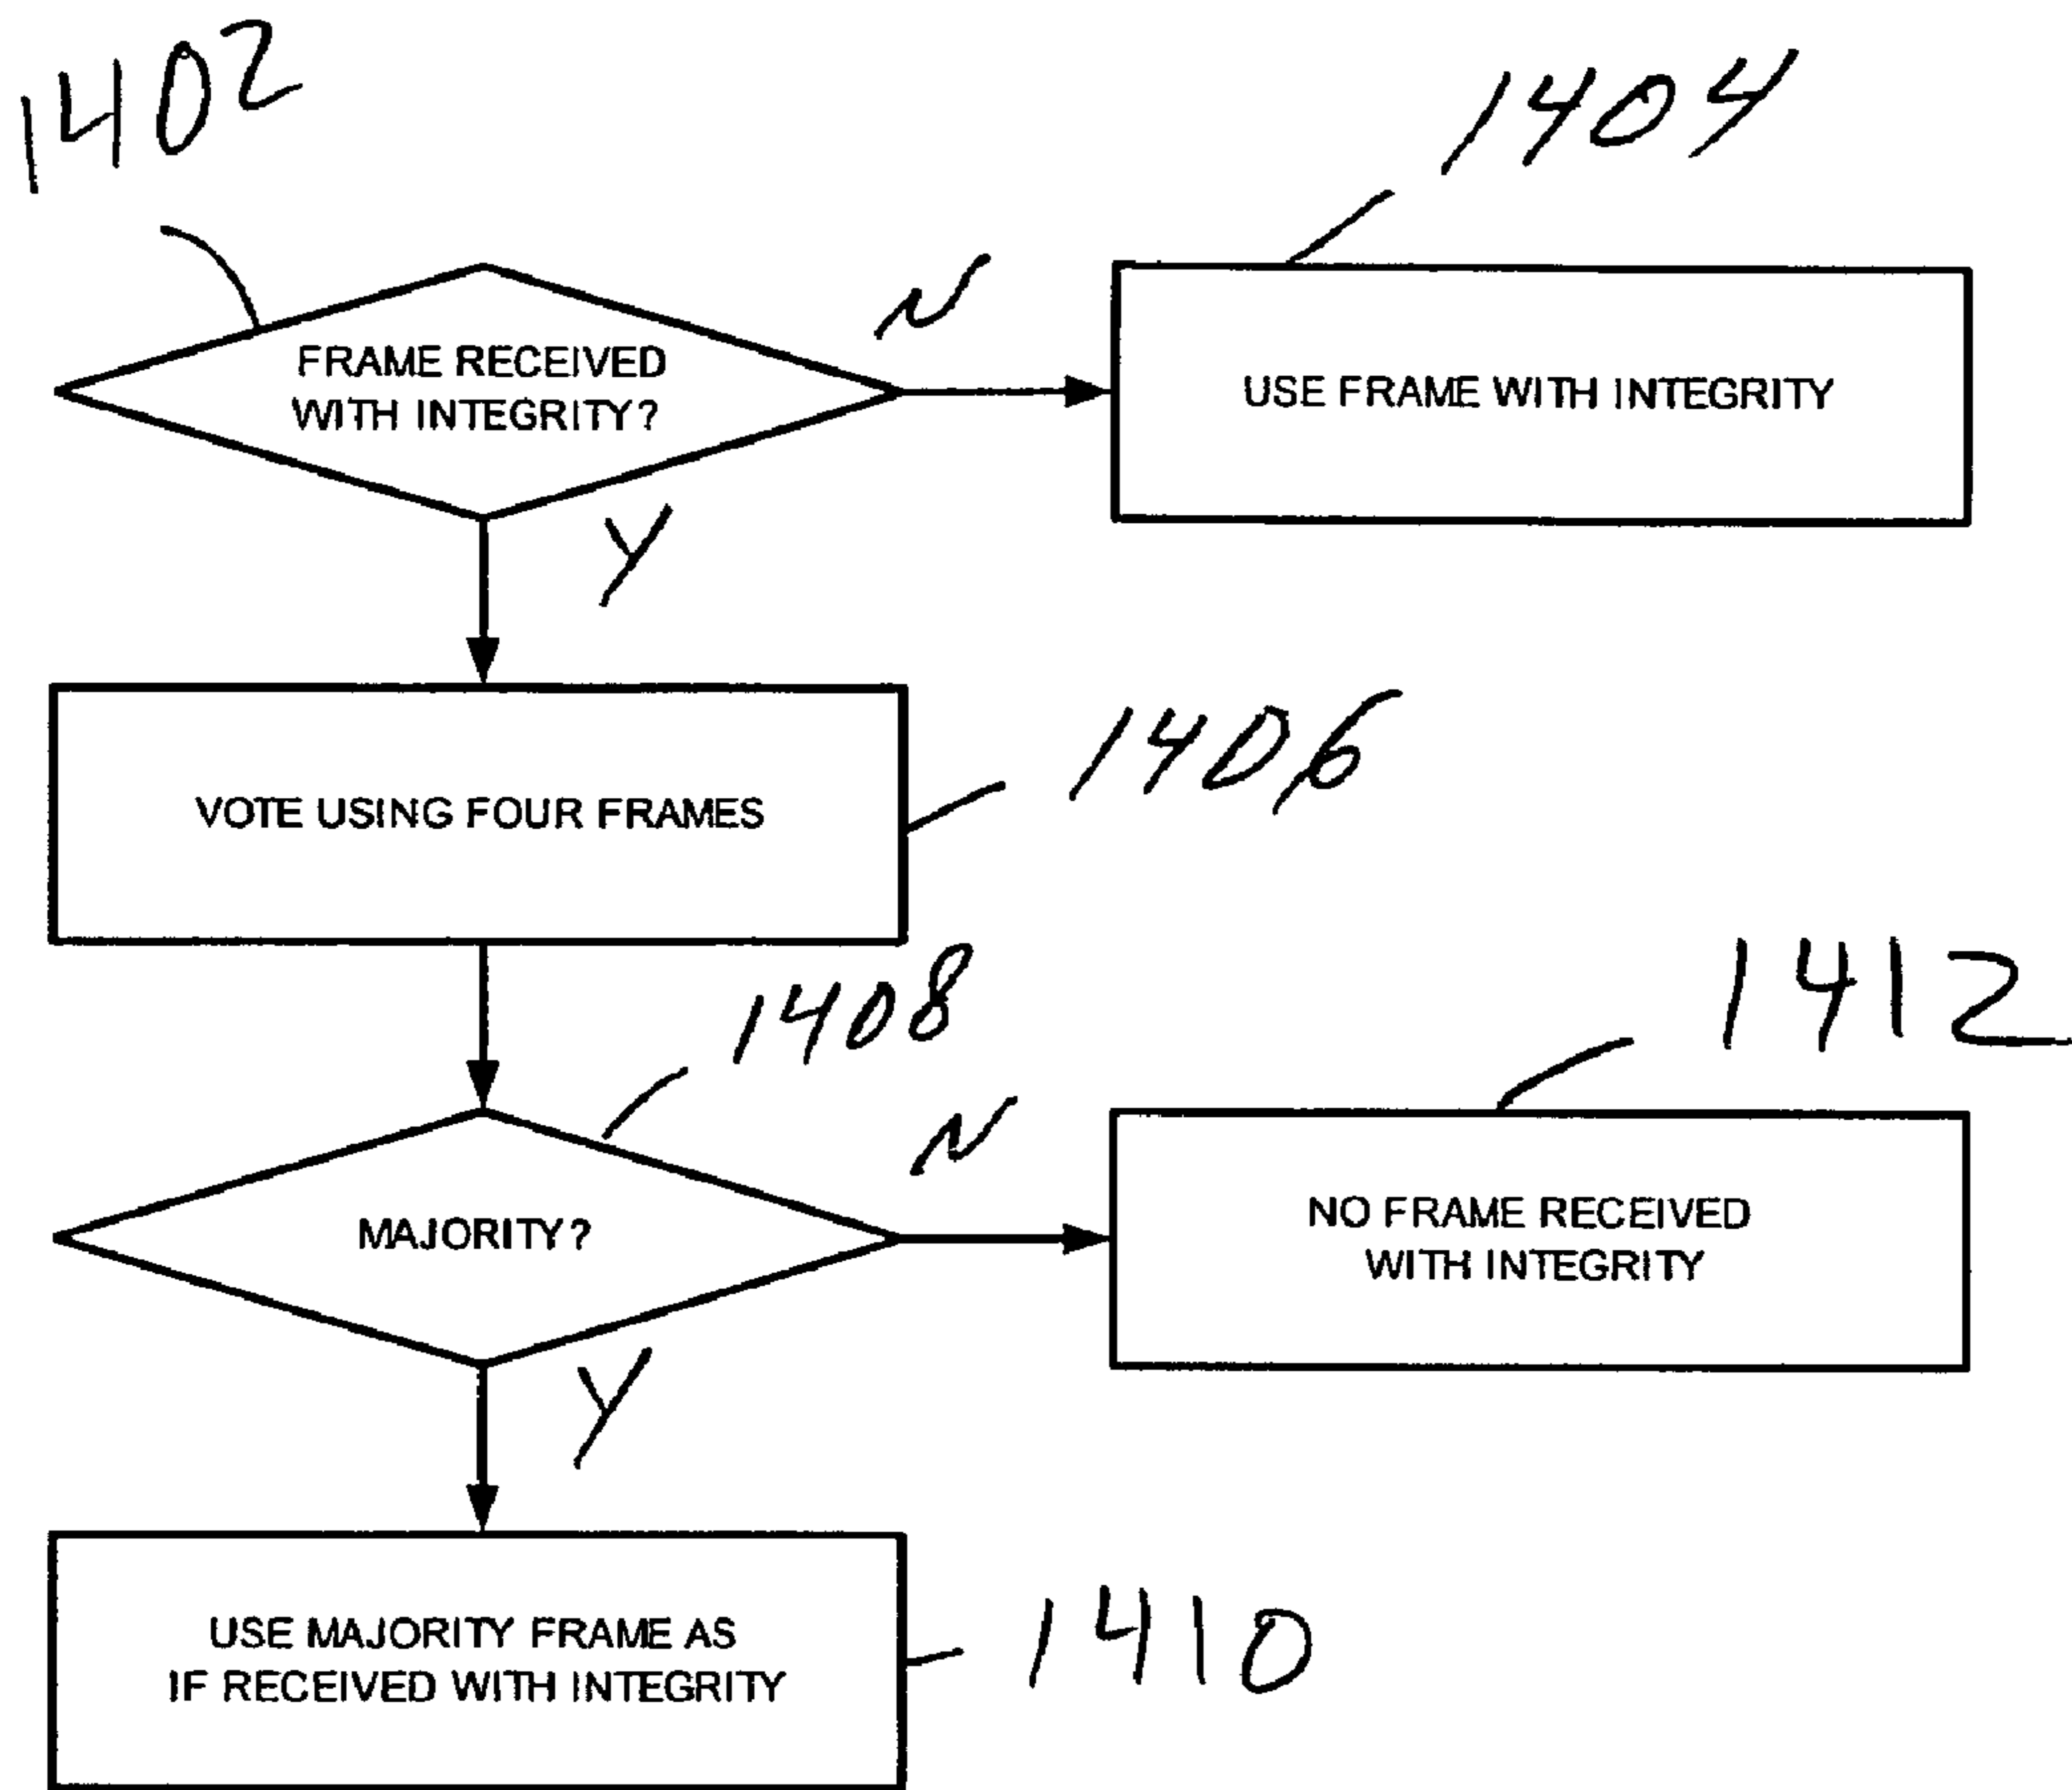 1402
1404
N
FRAME RECEIVED
WITH INTEGRITY?
USE FRAME WITH INTEGRITY
Y
1406
VOTE USING FOUR FRAMES
1408
1412
N
MAJORITY?
NO FRAME RECEIVED
WITH INTEGRITY
Y
USE MAJORITY FRAME AS
IF RECEIVED WITH INTEGRITY
1410